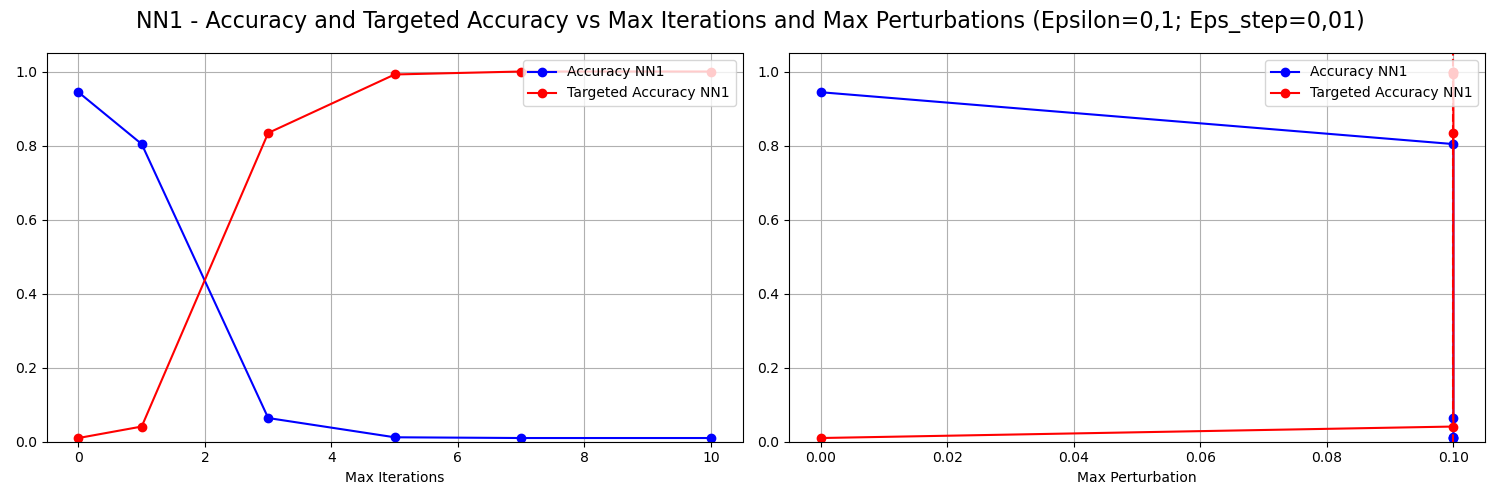 NN1 - Accuracy and Targeted Accuracy vs Max Iterations and Max Perturbations (Epsilon=0,1; Eps_step=0,01)
1.0
0.8
0.6
0.4
0.2
0.0
Accuracy NN1
Targeted Accuracy NN1
0 2 4 6 8 10
Max Iterations
1.0
0.8
0.6
0.4
0.2
0.0
Accuracy NN1
Targeted Accuracy NN1
0.00 0.02 0.04 0.06 0.08 0.10
Max Perturbation